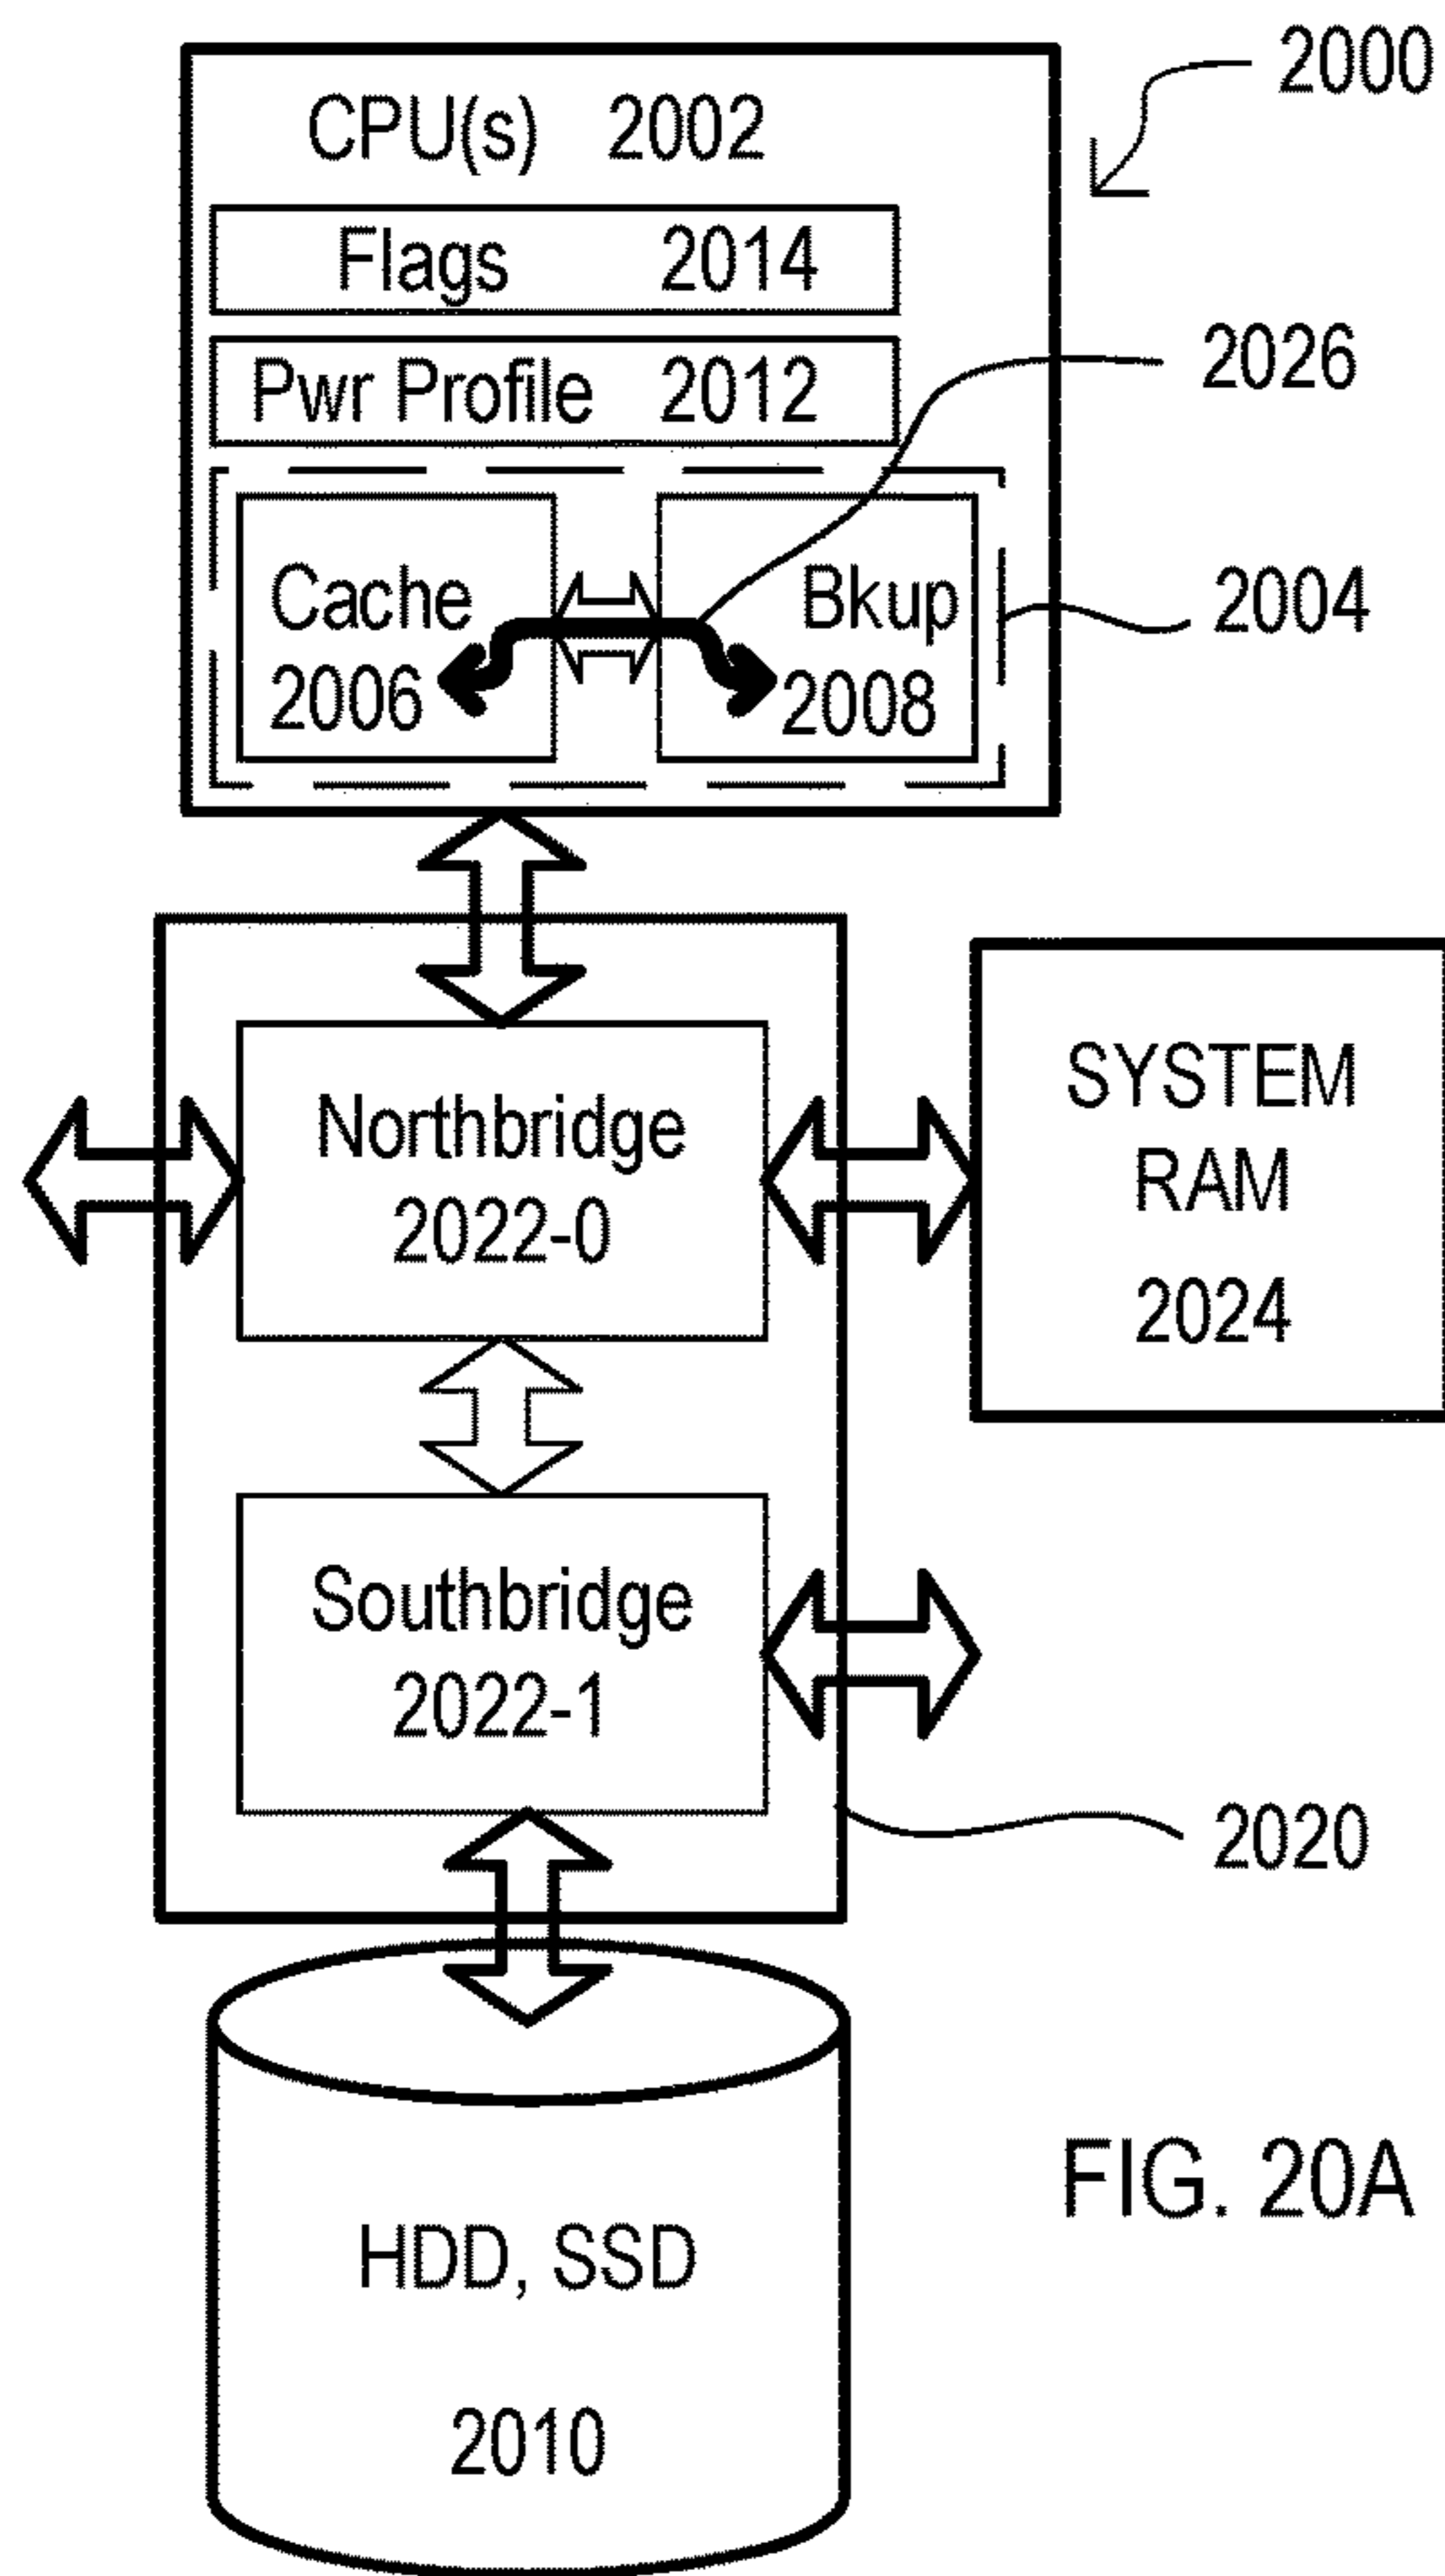 2000
CPU(s) 2002
Flags 2014
Pwr Profile 2012
2026
Cache
2006
Bkup
2008
2004
Northbridge
2022-0
SYSTEM
RAM
2024
Southbridge
2022-1
2020
HDD, SSD
2010
FIG. 20A